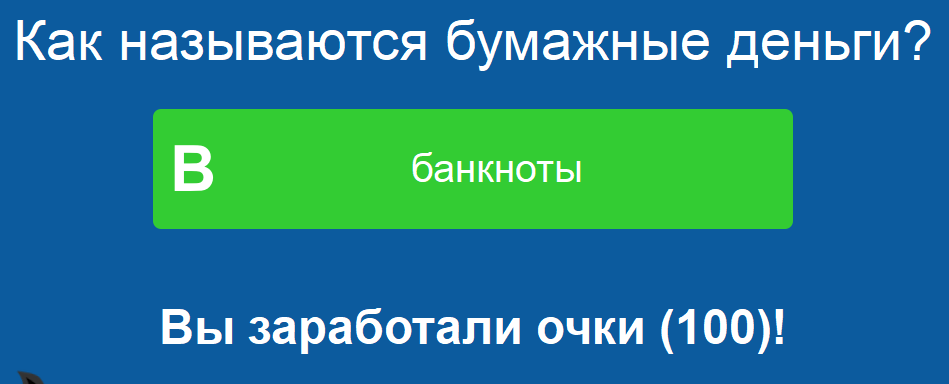 Как называются бумажные деньги?
В
банкноты
Вы заработали очки (100)!